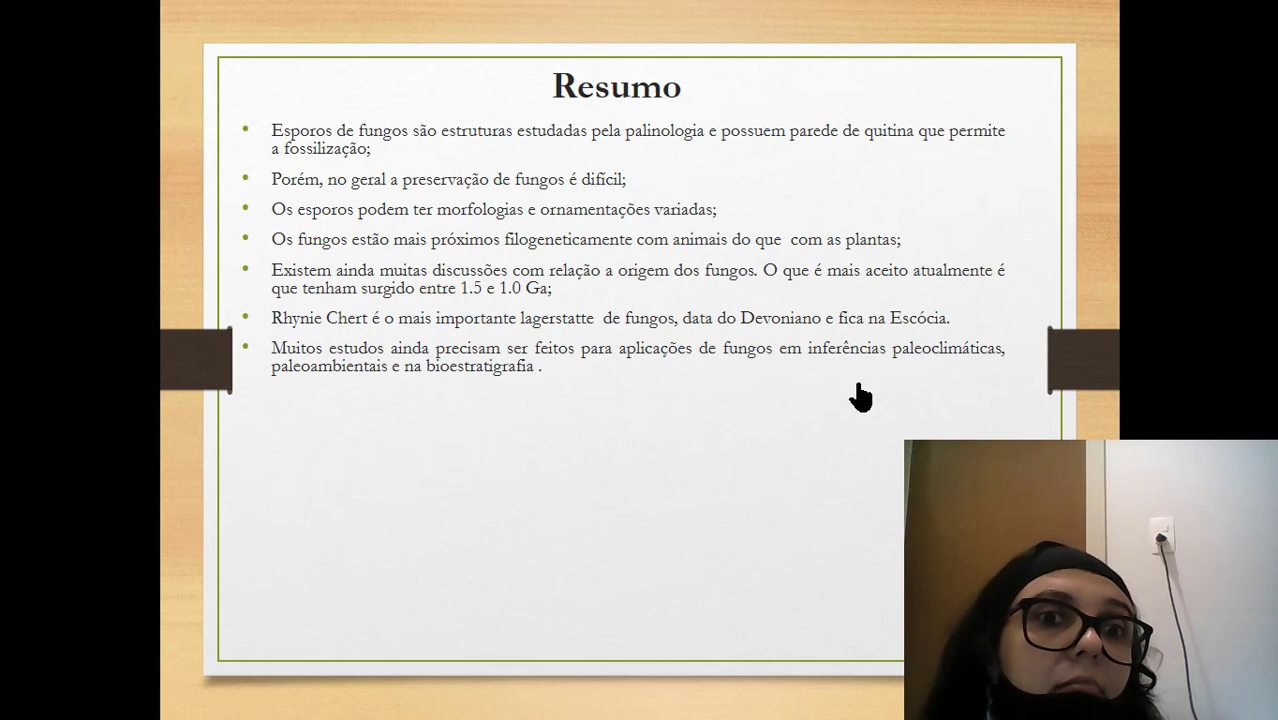 Resumo
• Esporos de fungos são estruturas estudadas pela palinologia e possuem parede de quitina que permite
a fossilização;
• Porém, no geral a preservação de fungos é difícil;
• Os esporos podem ter morfologias e ornamentações variadas;
• Os fungos estão mais próximos filogeneticamente com animais do que com as plantas;
• Existem ainda muitas discussões com relação a origem dos fungos. O que é mais aceito atualmente é
que tenham surgido entre 1.5 e 1.0 Ga;
• Rhynie Chert é o mais importante lagerstatte de fungos, data do Devoniano e fica na Escócia.
• Muitos estudos ainda precisam ser feitos para aplicações de fungos em inferências paleoclimáticas,
paleoambientais e na bioestratigrafia .